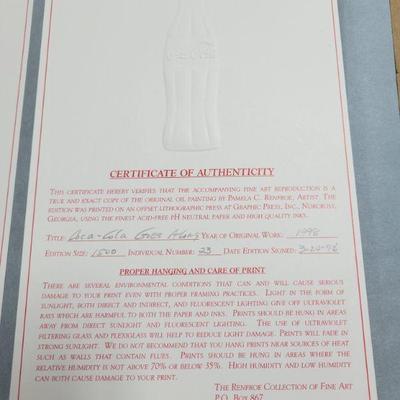 Coca-Cola
CERTIFICATE OF AUTHENTICITY
THIS CERTIFICATE HEREBY VERIFIES THAT THE ACCOMPANYING FINE ART REPRODUCTION IS A
TRUE AND EXACT COPY OF THE ORIGINAL OIL PAINTING BY PAMELA C. RENFROE, ARTIST. THE
EDITION WAS PRINTED ON AN OFFSET LITHOGRAPHIC PRESS AT GRAPHIC PRESS, INC., NORCROSS,
GEORGIA, USING THE FINEST ACID-FREE PH NEUTRAL PAPER AND HIGH QUALITY INKS.
TITLE: Coca-Cola Goes Along YEAR OF ORIGINAL WORK: 1998
EDITION SIZE: 1500 INDIVIDUAL NUMBER: 23 DATE EDITION SIGNED: 3-20-98
PROPER HANGING AND CARE OF PRINT
THERE ARE SEVERAL ENVIRONMENTAL CONDITIONS THAT CAN AND WILL CAUSE SERIOUS
DAMAGE TO YOUR PRINT EVEN WITH PROPER FRAMING PRACTICES. LIGHT IN THE FORM OF
SUNLIGHT, BOTH DIRECT AND INDIRECT, AND FLUORESCENT LIGHTING GIVE OFF ULTRAVIOLET
RAYS WHICH ARE HARMFUL TO BOTH THE PAPER AND INKS. PRINTS SHOULD BE HUNG IN AREAS
AWAY FROM DIRECT SUNLIGHT AND FLUORESCENT LIGHTING. THE USE OF ULTRAVIOLET
FILTERING GLASS AND PLEXIGLASS WILL HELP TO REDUCE LIGHT DAMAGE. PRINTS WILL FADE IN
STRONG SUNLIGHT. WE DO NOT RECOMMEND THAT YOU HANG PRINTS NEAR SOURCES OF HEAT
SUCH AS WALLS THAT CONTAIN FLUES. PRINTS SHOULD BE HUNG IN AREAS WHERE THE
RELATIVE HUMIDITY IS NOT ABOVE 70% OR BELOW 35%. HIGH HUMIDITY AND LOW HUMIDITY
CAN BOTH CAUSE DAMAGE TO YOUR PRINT.
THE RENFROE COLLECTION OF FINE ART
P.O. BOX 867